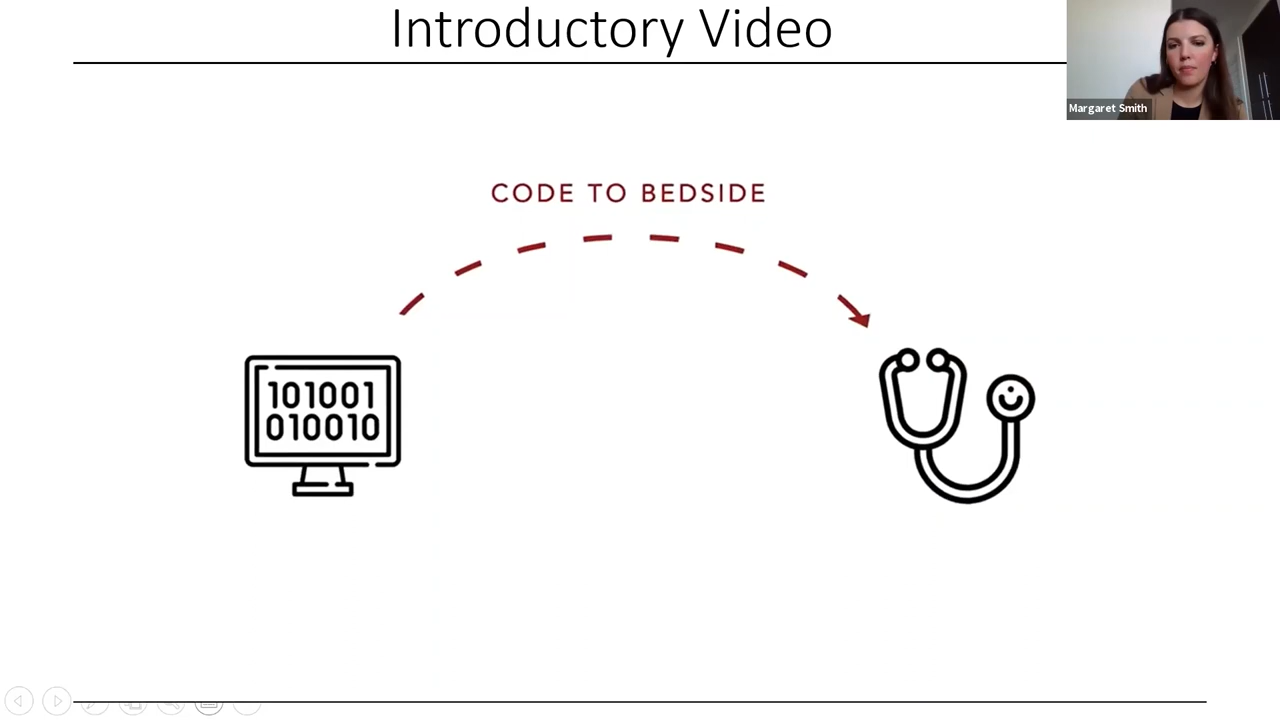 Introductory Video
Margaret Smith
CODE TO BEDSIDE
101001
010010